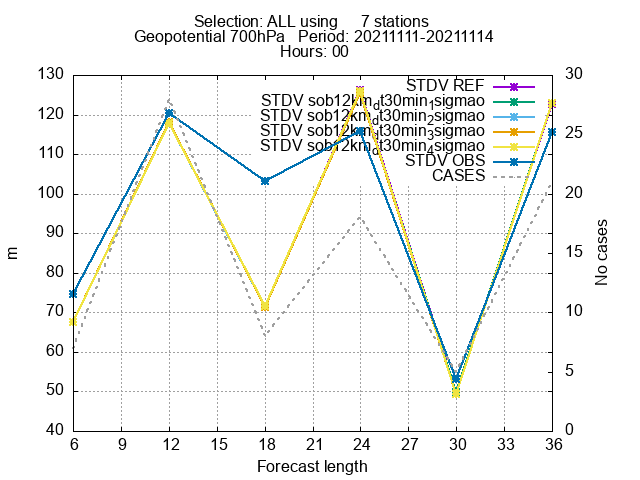 Selection: ALL using 7 stations
Geopotential 700hPa Period: 20211111-20211114
Hours: 00
130
120
110
100
90
80
70
60
50
40
30
25
20
15
10
5
0
m
No cases
STDV REF
STDV sob12km_dt30min_1sigmao
STDV sob12km_dt30min_2sigmao
STDV sob12km_dt30min_3sigmao
STDV sob12km_dt30min_4sigmao
STDV OBS
CASES
6 9 12 15 18 21 24 27 30 33 36
Forecast length